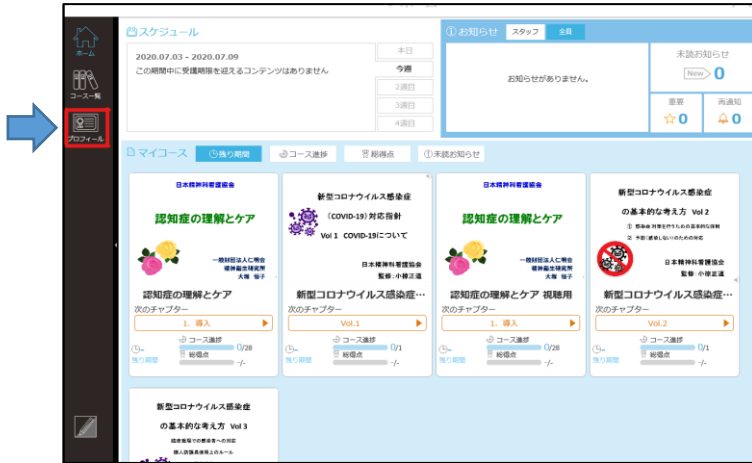 ホーム
コース一覧
プロフィール
スケジュール
2020.07.03 - 2020.07.09
この期間中に受講期限を迎えるコンテンツはありません
本日
今週
2週目
3週目
4週目
お知らせ
スタッフ
全員
お知らせがありません。
未読お知らせ
New
0
重要
0
再通知
0
マイコース
残り期間
コース進捗
総得点
未読お知らせ
日本精神科看護協会
認知症の理解とケア
一般財団法人仁明会
精神衛生研究所
大塚 恒子
認知症の理解とケア
次のチャプター
1. 導入
コース進捗
0/28
総得点
-/-
残り期間
新型コロナウイルス感染症
(COVID-19) 対応指針
Vol 1 COVID-19について
日本精神科看護協会
新型コロナウイルス感染症…
次のチャプター
Vol.1
コース進捗
0/1
総得点
-/-
残り期間
日本精神科看護協会
認知症の理解とケア
一般財団法人仁明会
精神衛生研究所
大塚 恒子
認知症の理解とケア 視聴用
次のチャプター
1. 導入
コース進捗
0/28
総得点
-/-
残り期間
新型コロナウイルス感染症
の基本的な考え方 Vol 2
日本精神科看護協会
新型コロナウイルス感染症…
次のチャプター
Vol.2
コース進捗
0/1
総得点
-/-
残り期間
新型コロナウイルス感染症
の基本的な考え方 Vol 3